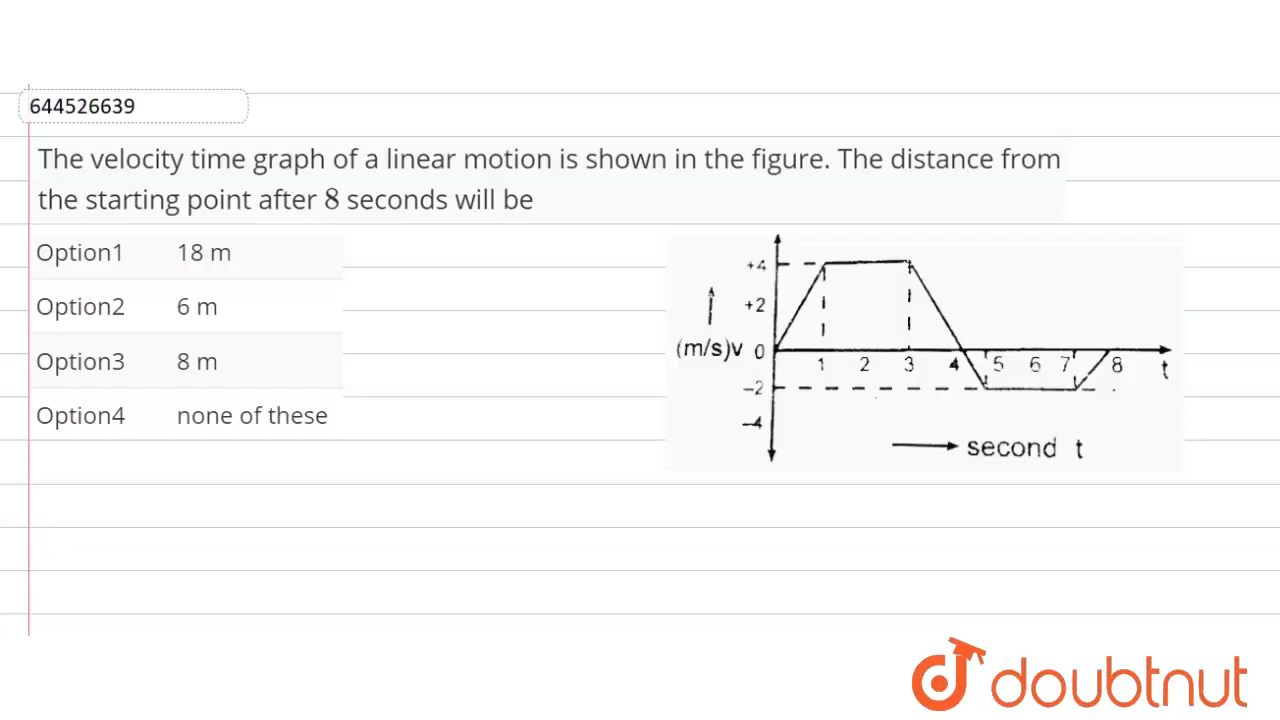 644526639
The velocity time graph of a linear motion is shown in the figure. The distance from
the starting point after 8 seconds will be
Option1 18 m
Option2 6 m
Option3 8 m
Option4 none of these
+4
+2
(m/s)v 0
1 2 3 4 5 6 7 8 t
-2
-4
second t
doubtnut